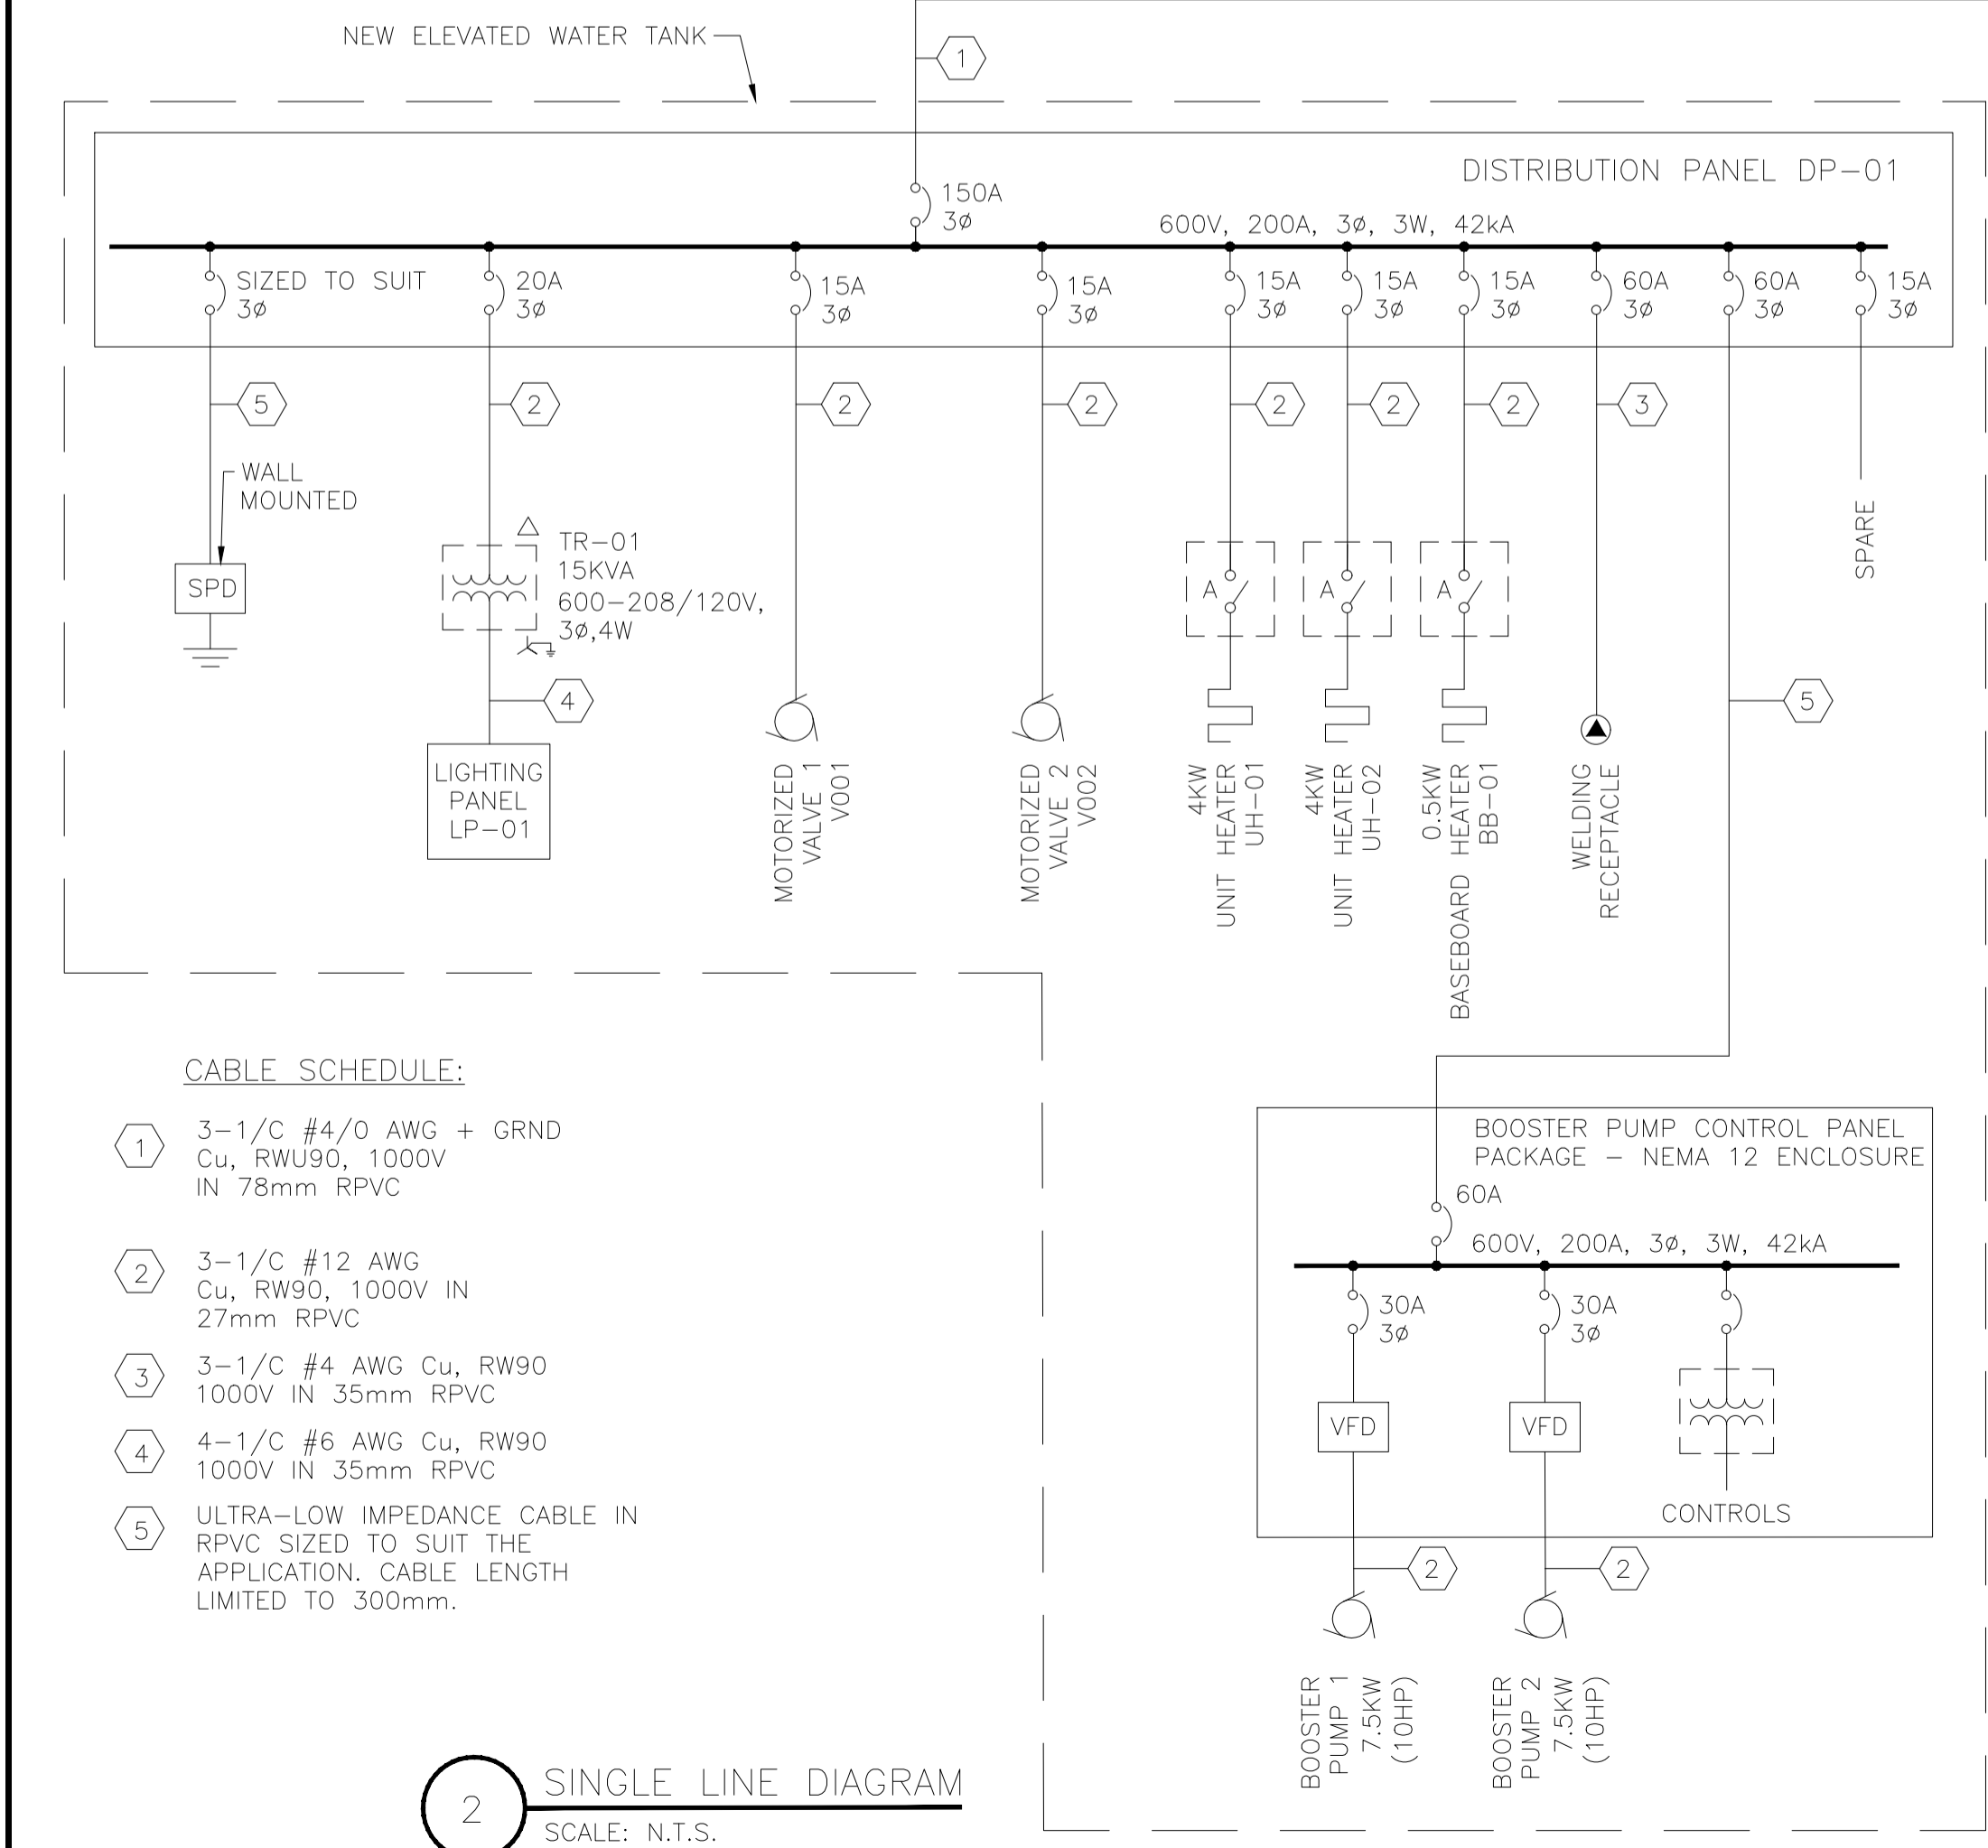 NEW ELEVATED WATER TANK
1
DISTRIBUTION PANEL DP-01
150A
3ø
600V, 200A, 3ø, 3W, 42kA
SIZED TO SUIT
3ø
20A
3ø
15A
3ø
15A
3ø
15A
3ø
15A
3ø
15A
3ø
60A
3ø
60A
3ø
15A
3ø
5
2
2
2
2
2
2
3
WALL
MOUNTED
SPD
TR-01
15KVA
600-208/120V,
3ø,4W
4
LIGHTING
PANEL
LP-01
MOTORIZED
VALVE 1
V001
MOTORIZED
VALVE 2
V002
A
A
A
4KW
UNIT HEATER
UH-01
4KW
UNIT HEATER
UH-02
0.5KW
BASEBOARD HEATER
BB-01
WELDING
RECEPTACLE
5
SPARE
CABLE SCHEDULE:
1
3-1/C #4/0 AWG + GRND
Cu, RWU90, 1000V
IN 78mm RPVC
2
3-1/C #12 AWG
Cu, RW90, 1000V IN
27mm RPVC
3
3-1/C #4 AWG Cu, RW90
1000V IN 35mm RPVC
4
4-1/C #6 AWG Cu, RW90
1000V IN 35mm RPVC
5
ULTRA-LOW IMPEDANCE CABLE IN
RPVC SIZED TO SUIT THE
APPLICATION. CABLE LENGTH
LIMITED TO 300mm.
BOOSTER PUMP CONTROL PANEL
PACKAGE - NEMA 12 ENCLOSURE
60A
600V, 200A, 3ø, 3W, 42kA
30A
3ø
30A
3ø
VFD
VFD
CONTROLS
2
2
BOOSTER
PUMP 1
7.5KW
(10HP)
BOOSTER
PUMP 2
7.5KW
(10HP)
2
SINGLE LINE DIAGRAM
SCALE: N.T.S.